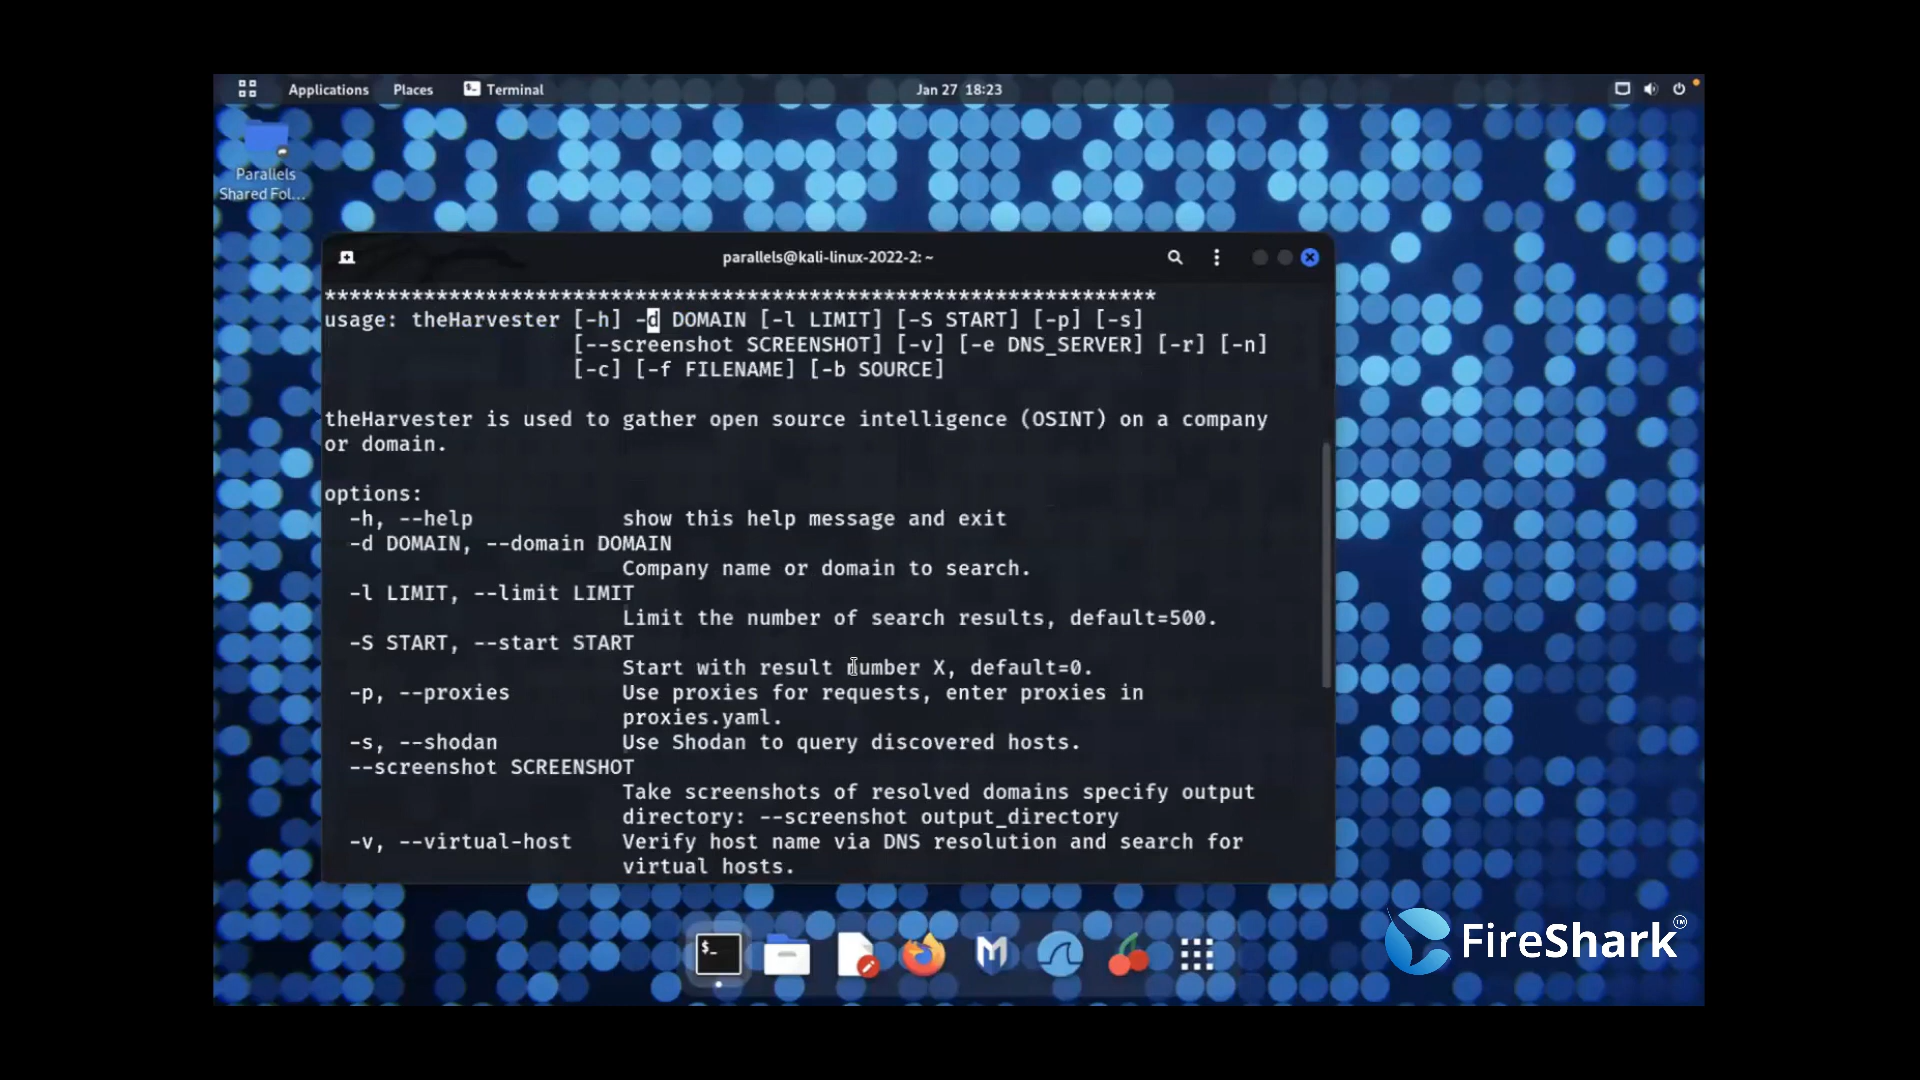 Applications Places Terminal Jan 27 18:23
Parallels
Shared Fol...
parallels@kali-linux-2022-2: ~
*******************************************************************
usage: theHarvester [-h] -d DOMAIN [-l LIMIT] [-S START] [-p] [-s]
[--screenshot SCREENSHOT] [-v] [-e DNS_SERVER] [-r] [-n]
[-c] [-f FILENAME] [-b SOURCE]
theHarvester is used to gather open source intelligence (OSINT) on a company
or domain.
options:
-h, --help show this help message and exit
-d DOMAIN, --domain DOMAIN
Company name or domain to search.
-l LIMIT, --limit LIMIT
Limit the number of search results, default=500.
-S START, --start START
Start with result number X, default=0.
-p, --proxies Use proxies for requests, enter proxies in
proxies.yaml.
-s, --shodan Use Shodan to query discovered hosts.
--screenshot SCREENSHOT
Take screenshots of resolved domains specify output
directory: --screenshot output_directory
-v, --virtual-host Verify host name via DNS resolution and search for
virtual hosts.
$-
FireShark™